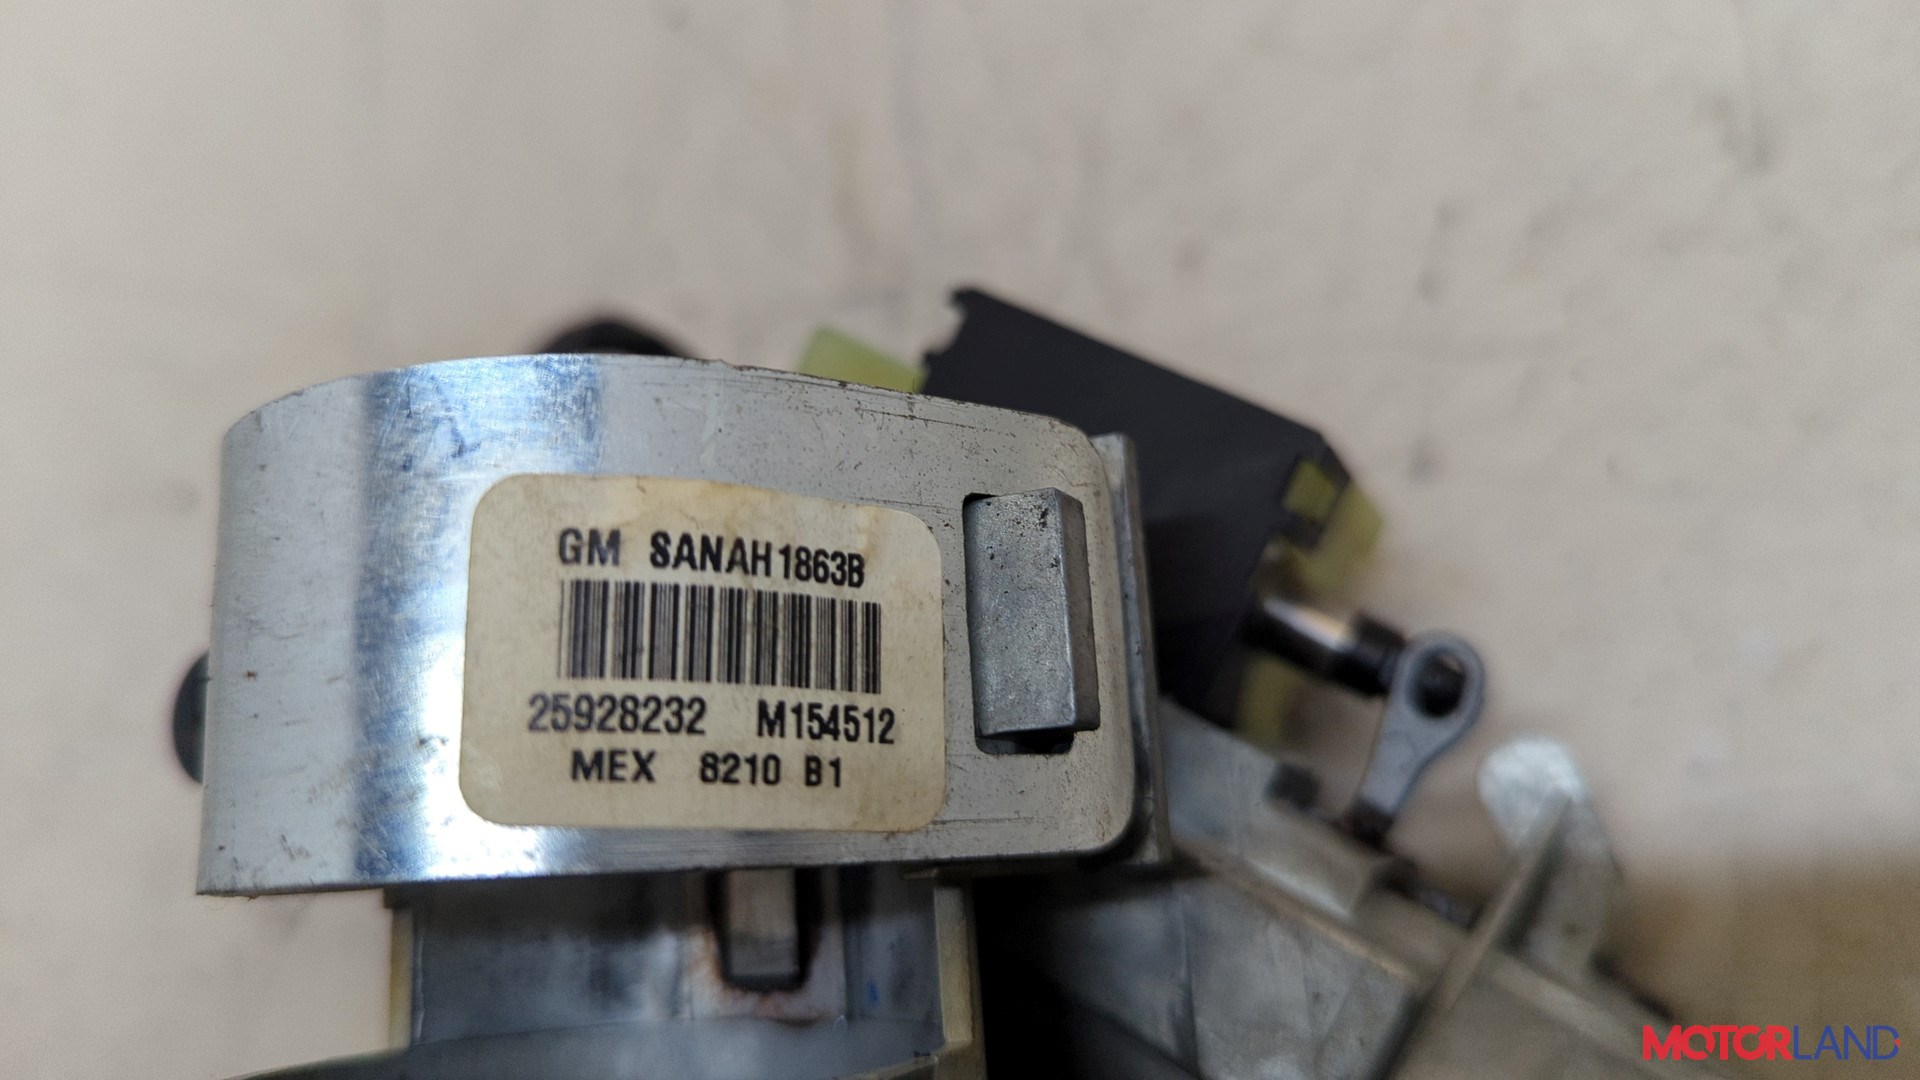 GM SANAH1863B
25928232 M154512
MEX 8210 B1
MOTORLAND